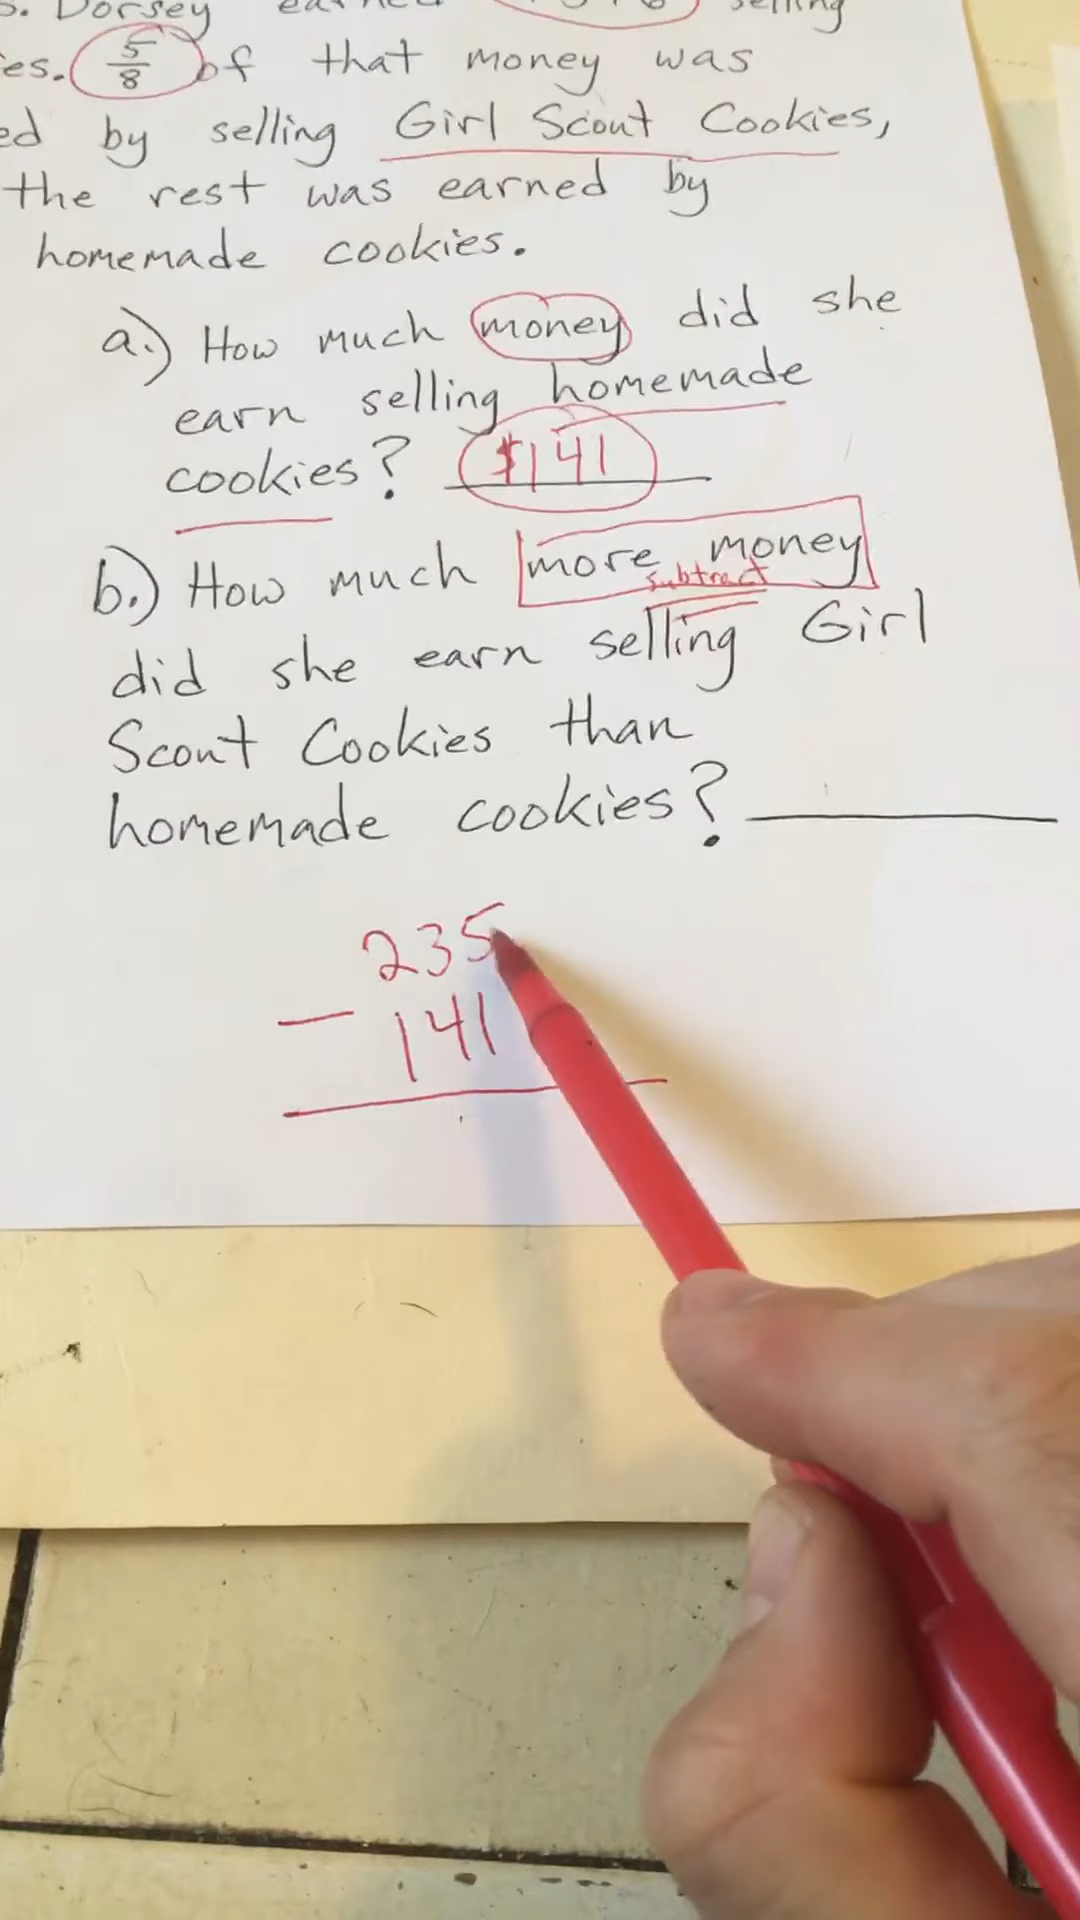 Dorsey selling
5/8 of that money was
by selling Girl Scout Cookies,
the rest was earned by
homemade cookies.
a.) How much money did she
earn selling homemade
cookies? $141
b.) How much more money
subtract
did she earn selling Girl
Scout Cookies than
homemade cookies?
235
- 141